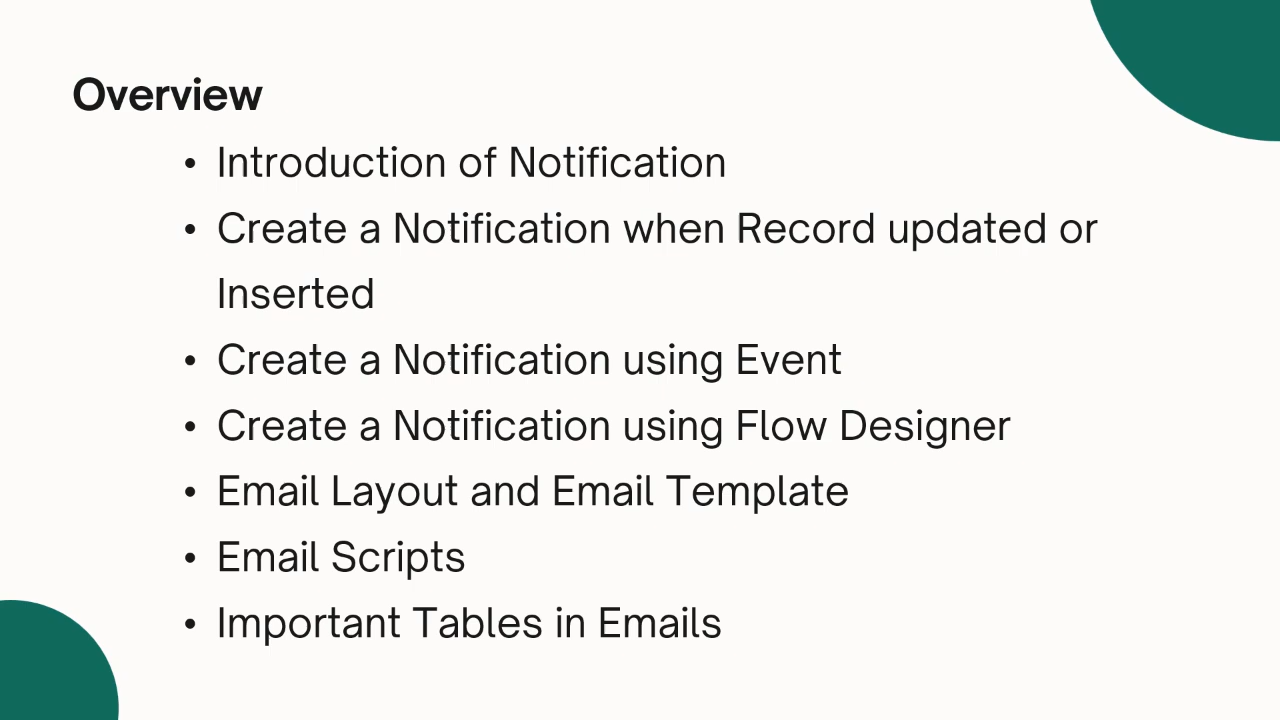 Overview
• Introduction of Notification
• Create a Notification when Record updated or
Inserted
• Create a Notification using Event
• Create a Notification using Flow Designer
• Email Layout and Email Template
• Email Scripts
• Important Tables in Emails